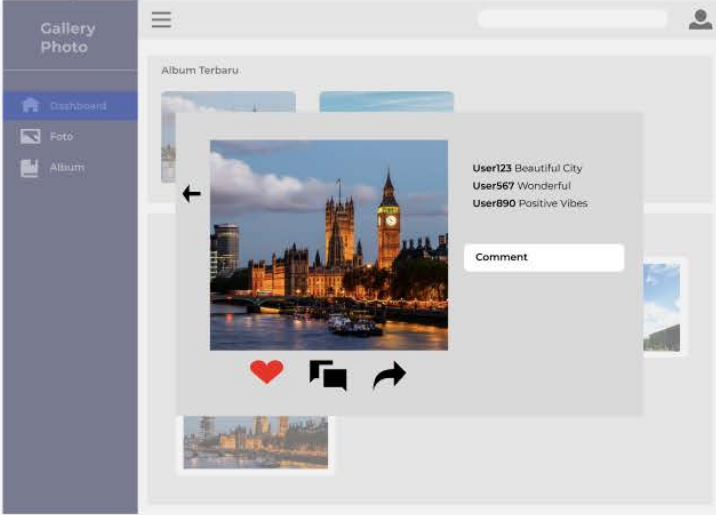 Gallery
Photo
Dashboard
Foto
Album
Album Terbaru
User123 Beautiful City
User567 Wonderful
User890 Positive Vibes
Comment